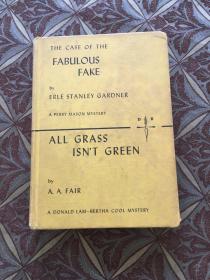 THE CASE OF THE
FABULOUS
FAKE
by
ERLE STANLEY GARDNER
A PERRY MASON MYSTERY
D B
ALL GRASS
ISN'T GREEN
by
A. A. FAIR
A DONALD LAM-BERTHA COOL MYSTERY